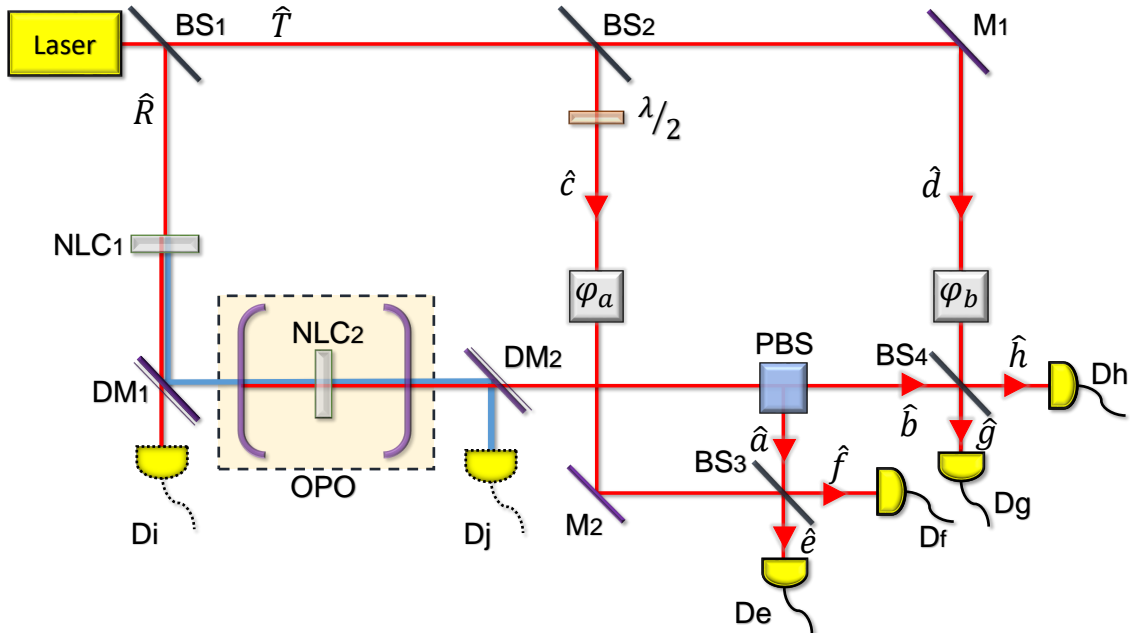 Laser
BS1
T̂
BS2
M1
R̂
λ/2
ĉ
d̂
NLC1
φa
φb
NLC2
DM1
DM2
PBS
BS4
ĥ
Dh
b̂
ĝ
â
BS3
f̂
OPO
M2
Dg
Di
Dj
Df
ê
De